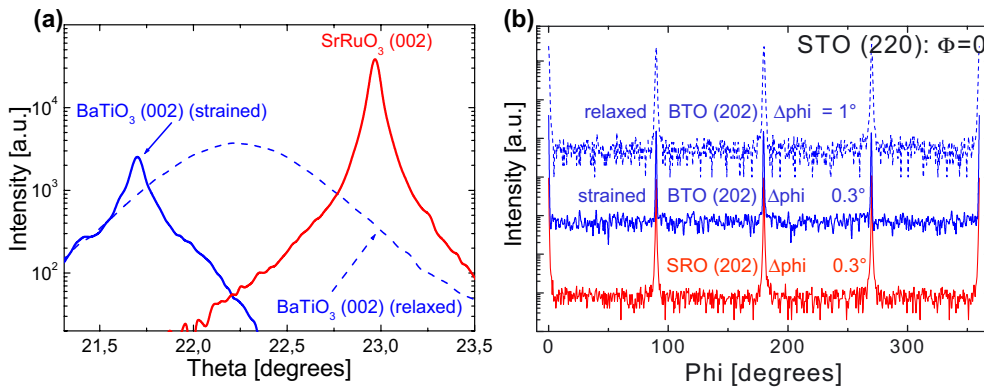 (a)
SrRuO3 (002)
BaTiO3 (002) (strained)
BaTiO3 (002) (relaxed)
Intensity [a.u.]
10^4
10^3
10^2
21,5 22,0 22,5 23,0 23,5
Theta [degrees]
(b)
STO (220): Φ=0
relaxed BTO (202) Δphi = 1°
strained BTO (202) Δphi 0.3°
SRO (202) Δphi 0.3°
Intensity [a.u.]
0 100 200 300
Phi [degrees]